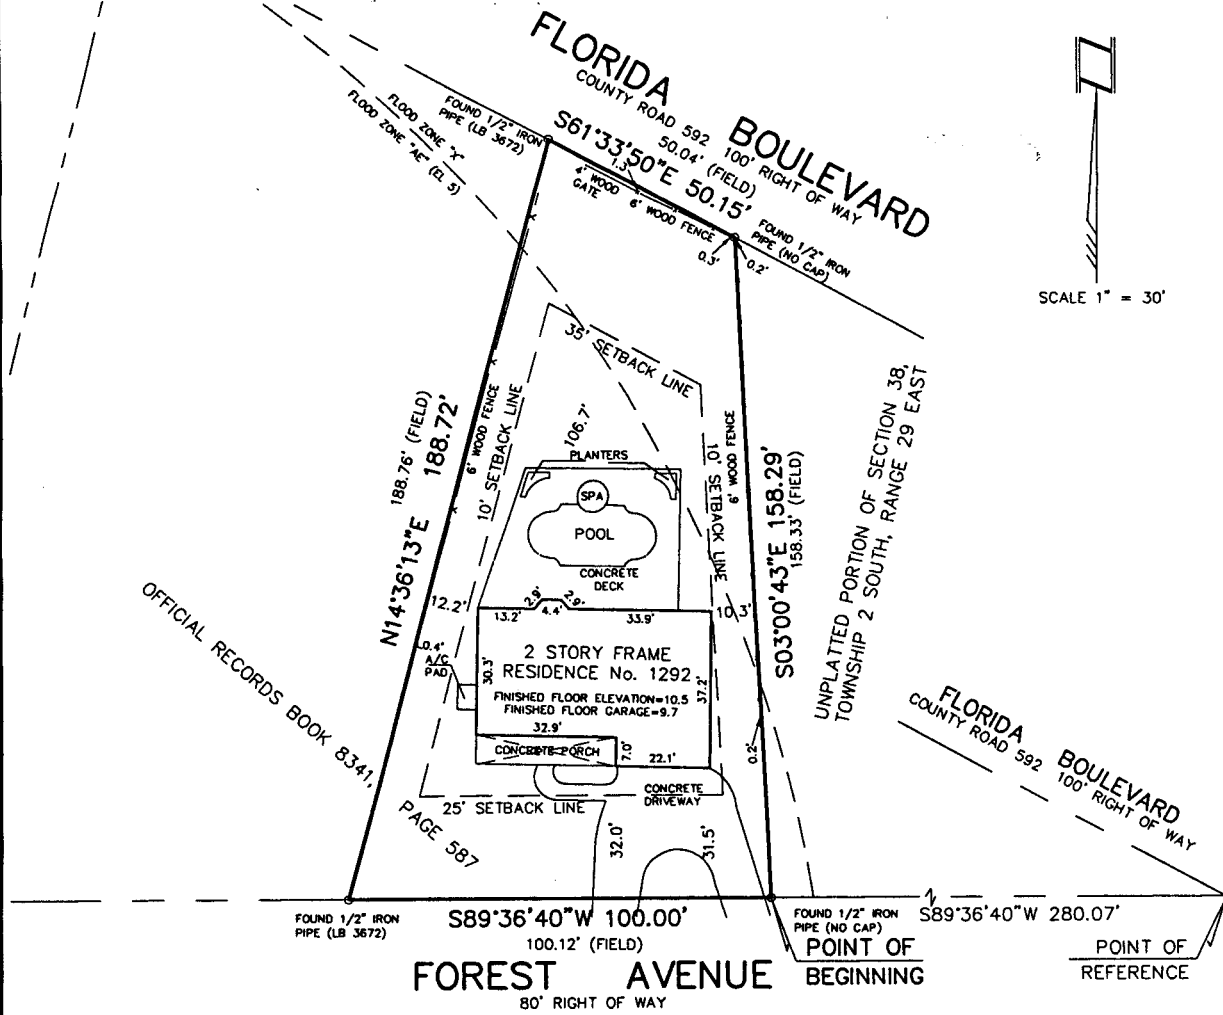 FLORIDA BOULEVARD
COUNTY ROAD 592 100' RIGHT OF WAY
S61°33'50"E 50.15'
50.04' (FIELD)
FOUND 1/2" IRON
PIPE (LB 3672)
FLOOD ZONE "X"
FLOOD ZONE "AE" (EL 5)
1.3'
4' WOOD
GATE
6' WOOD FENCE
FOUND 1/2" IRON
PIPE (NO CAP)
0.3'
0.2'
SCALE 1" = 30'
35' SETBACK LINE
188.76' (FIELD)
N14°36'13"E 188.72'
6' WOOD FENCE
10' SETBACK LINE
106.7'
PLANTERS
SPA
POOL
CONCRETE
DECK
10' SETBACK LINE
6' WOOD FENCE
S03°00'43"E 158.29'
158.33' (FIELD)
UNPLATTED PORTION OF SECTION 38,
TOWNSHIP 2 SOUTH, RANGE 29 EAST
12.2'
13.2'
2.9'
4.4'
2.9'
33.9'
10.3'
0.4'
A/C
PAD
30.3'
2 STORY FRAME
RESIDENCE No. 1292
FINISHED FLOOR ELEVATION=10.5
FINISHED FLOOR GARAGE=9.7
37.2'
32.9'
CONCRETE PORCH
7.0'
22.1'
0.2'
OFFICIAL RECORDS BOOK 8341,
PAGE 587
25' SETBACK LINE
CONCRETE
DRIVEWAY
32.0'
31.5'
FLORIDA BOULEVARD
COUNTY ROAD 592 100' RIGHT OF WAY
FOUND 1/2" IRON
PIPE (LB 3672)
S89°36'40"W 100.00'
100.12' (FIELD)
FOUND 1/2" IRON
PIPE (NO CAP)
S89°36'40"W 280.07'
POINT OF
BEGINNING
POINT OF
REFERENCE
FOREST AVENUE
80' RIGHT OF WAY